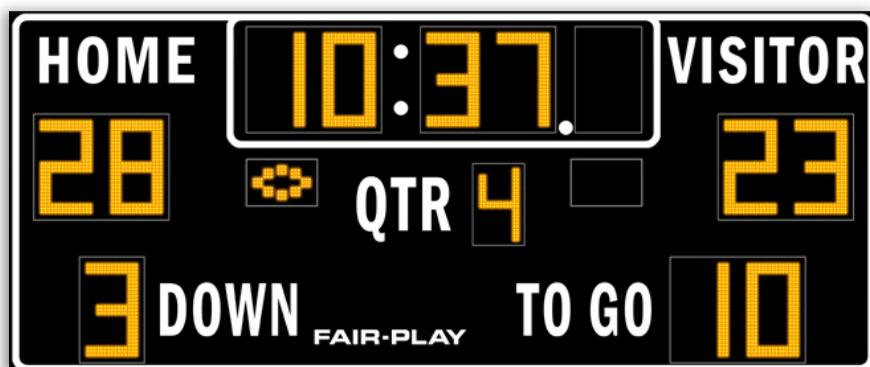 HOME 10:37. VISITOR
28 23
QTR 4
3 DOWN TO GO 10
FAIR-PLAY